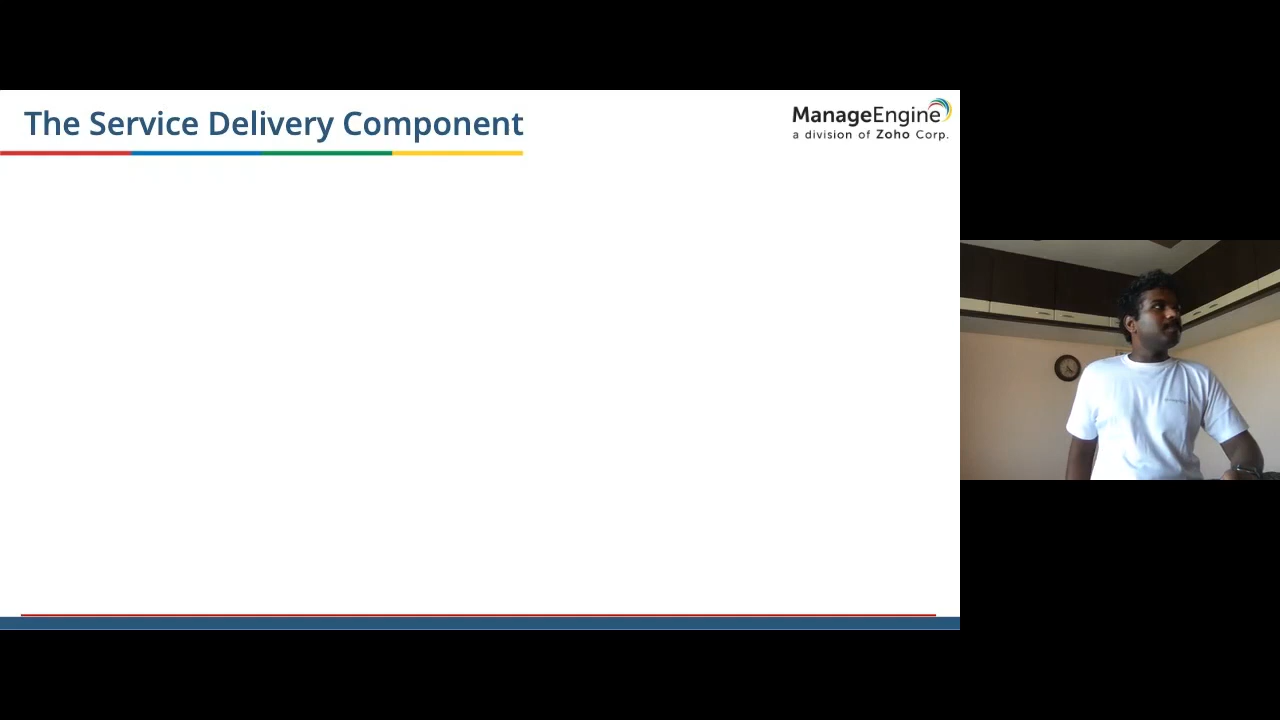 The Service Delivery Component
ManageEngine
a division of Zoho Corp.